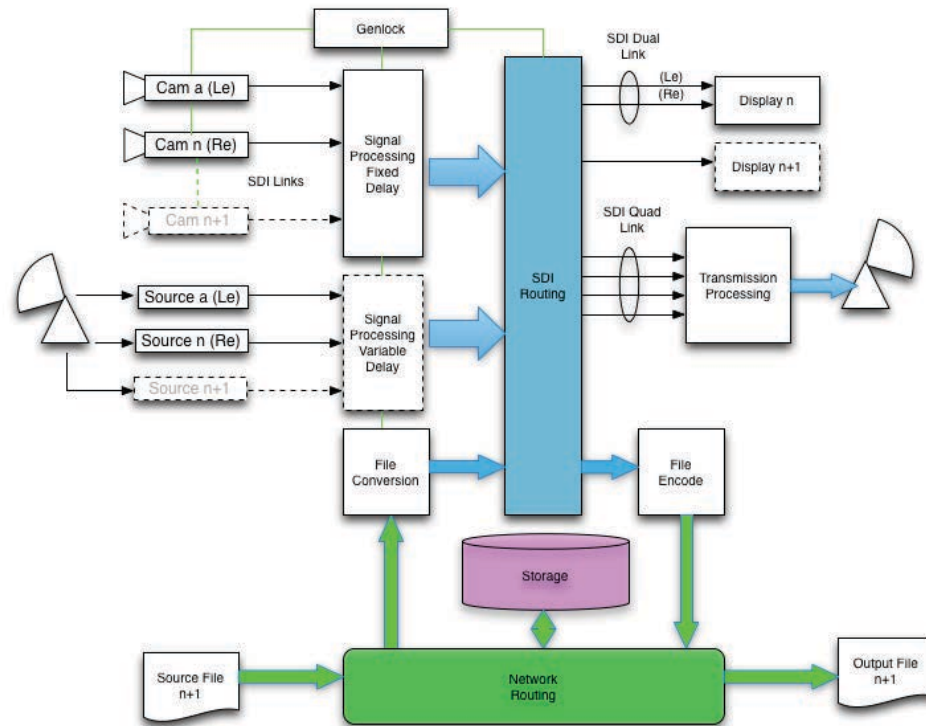 Genlock
SDI Dual
Link
Cam a (Le)
(Le)
(Re)
Display n
Cam n (Re)
Signal
Processing
Fixed
Delay
Display n+1
SDI Links
Cam n+1
SDI Quad
Link
SDI
Routing
Transmission
Processing
Source a (Le)
Signal
Processing
Variable
Delay
Source n (Re)
Source n+1
File
Conversion
File
Encode
Storage
Source File
n+1
Network
Routing
Output File
n+1